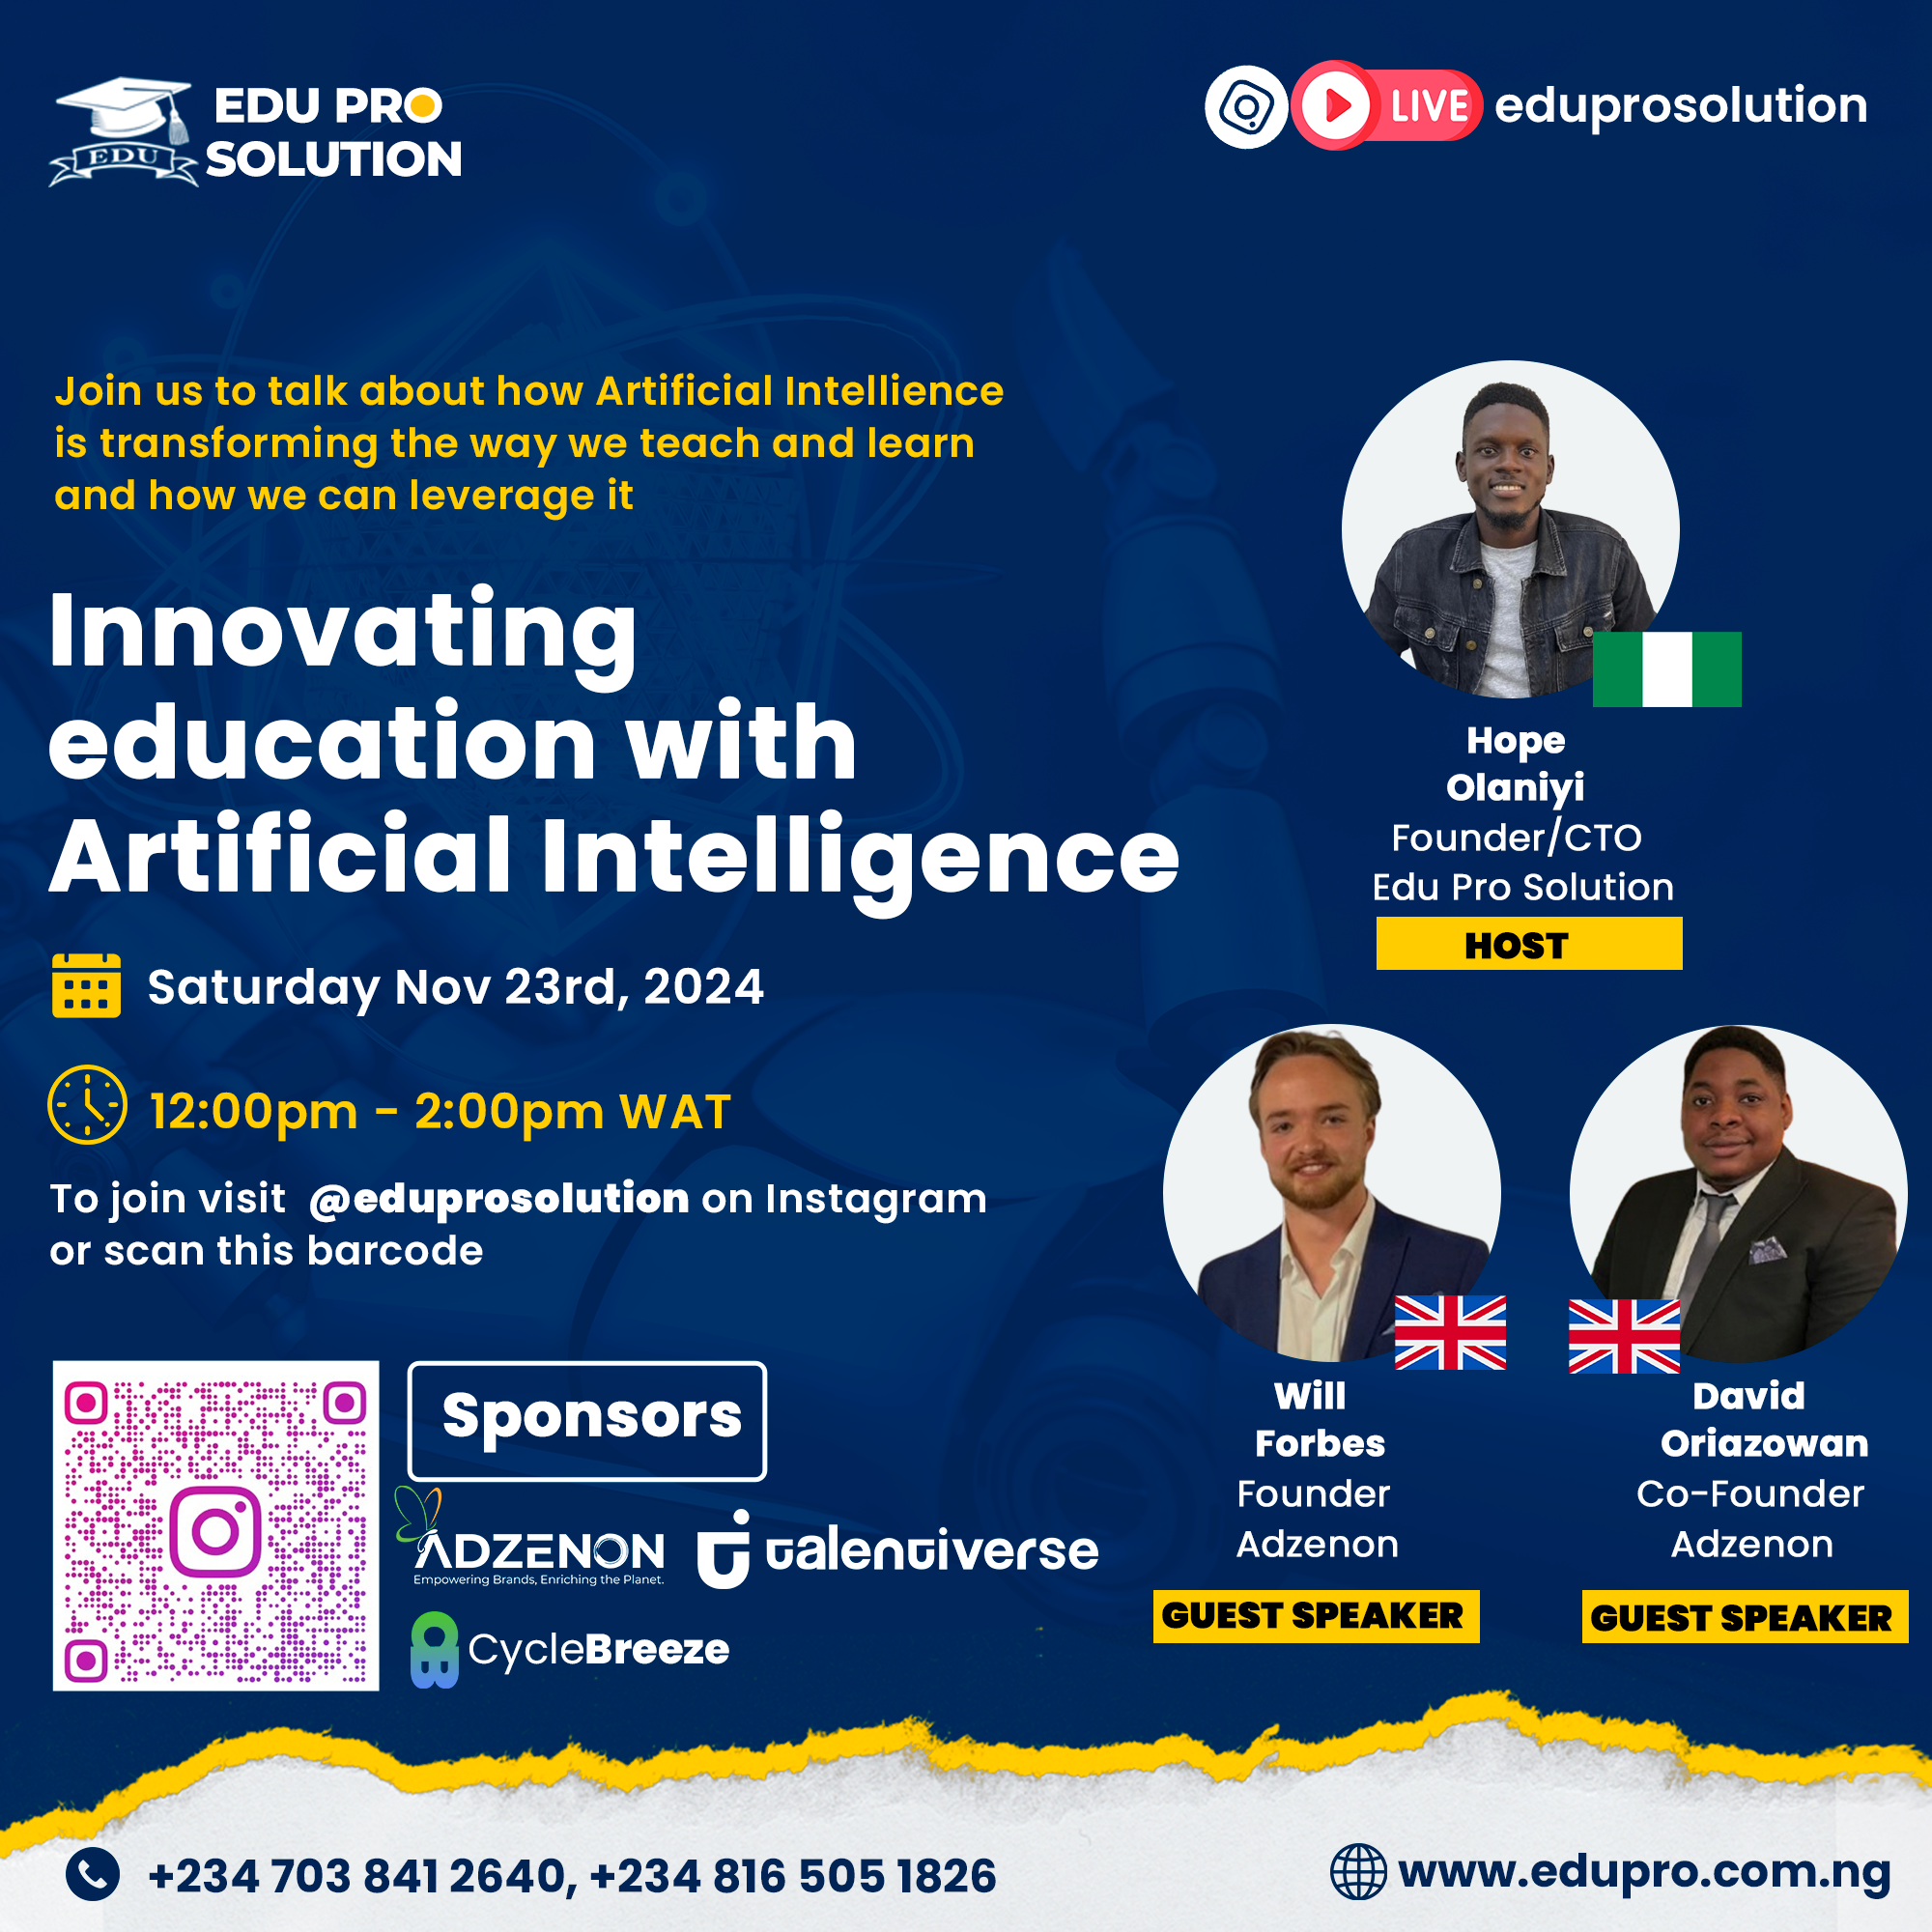 EDU PRO
SOLUTION
EDU
LIVE eduprosolution
Join us to talk about how Artificial Intellience
is transforming the way we teach and learn
and how we can leverage it
Innovating
education with
Artificial Intelligence
Saturday Nov 23rd, 2024
12:00pm - 2:00pm WAT
To join visit @eduprosolution on Instagram
or scan this barcode
Sponsors
ADZENON
Empowering Brands, Enriching the Planet.
talentiverse
CycleBreeze
Hope
Olaniyi
Founder/CTO
Edu Pro Solution
HOST
Will
Forbes
Founder
Adzenon
GUEST SPEAKER
David
Oriazowan
Co-Founder
Adzenon
GUEST SPEAKER
+234 703 841 2640, +234 816 505 1826
www.edupro.com.ng